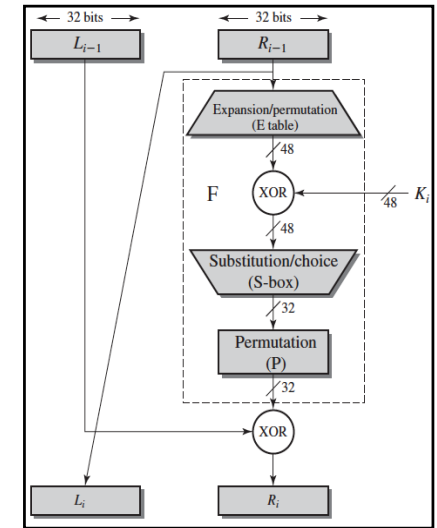 32 bits 32 bits
L_{i–1} R_{i–1}
Expansion/permutation
(E table)
48
F XOR 48 K_i
48
Substitution/choice
(S-box)
32
Permutation
(P)
32
XOR
L_i R_i